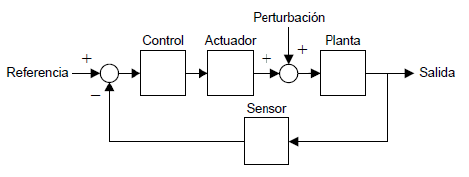 Perturbación
Control
Actuador
Planta
Referencia
+
−
+
+
Salida
Sensor